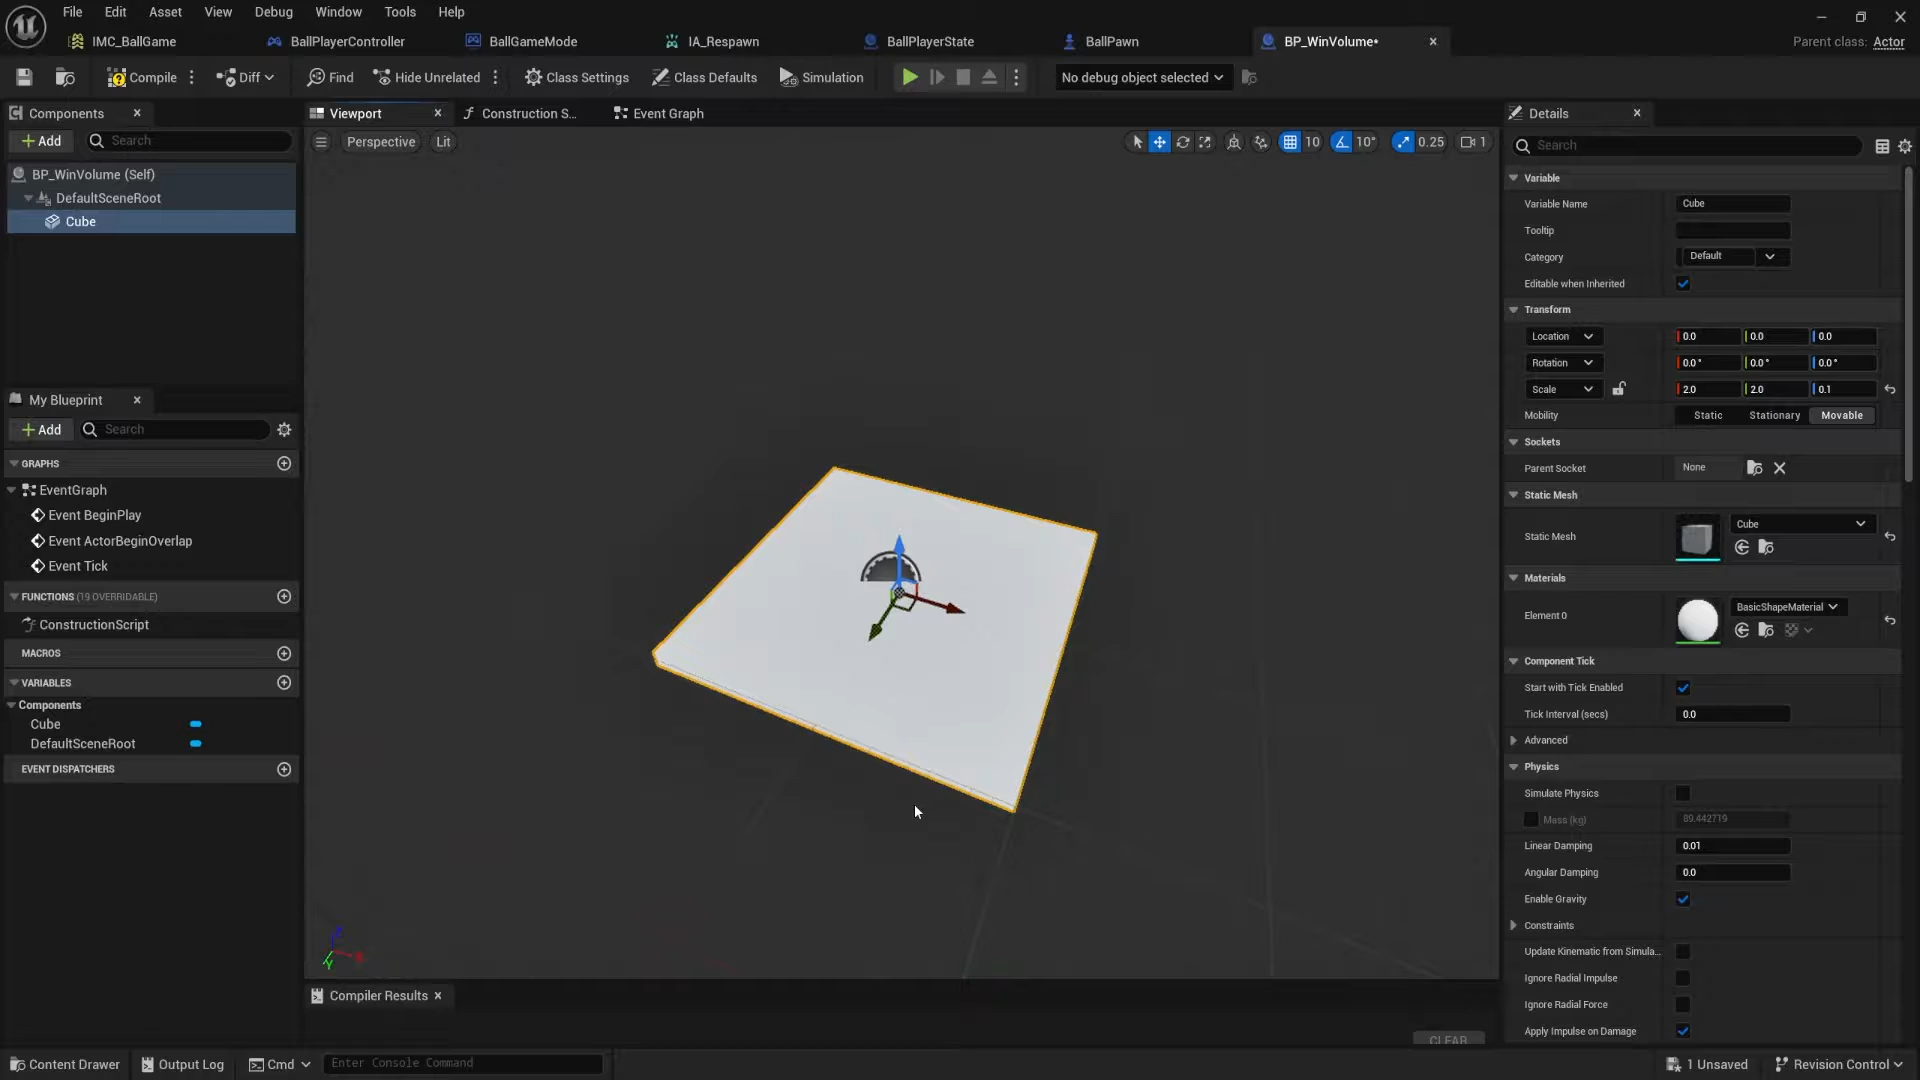 File Edit Asset View Debug Window Tools Help
IMC_BallGame BallPlayerController BallGameMode IA_Respawn BallPlayerState BallPawn BP_WinVolume•
Parent class: Actor
Compile Diff Find Hide Unrelated Class Settings Class Defaults Simulation No debug object selected
Components
Add Search
BP_WinVolume (Self)
DefaultSceneRoot
Cube
My Blueprint
Add Search
GRAPHS
EventGraph
Event BeginPlay
Event ActorBeginOverlap
Event Tick
FUNCTIONS (19 OVERRIDABLE)
ConstructionScript
MACROS
VARIABLES
Components
Cube
DefaultSceneRoot
EVENT DISPATCHERS
Viewport Construction S... Event Graph
Perspective Lit 10 10° 0.25 1
Z
Y
Compiler Results
CLEAR
Details
Search
Variable
Variable Name Cube
Tooltip
Category Default
Editable when Inherited
Transform
Location 0.0 0.0 0.0
Rotation 0.0 ° 0.0 ° 0.0 °
Scale 2.0 2.0 0.1
Mobility Static Stationary Movable
Sockets
Parent Socket None
Static Mesh
Static Mesh Cube
Materials
Element 0 BasicShapeMaterial
Component Tick
Start with Tick Enabled
Tick Interval (secs) 0.0
Advanced
Physics
Simulate Physics
Mass (kg) 89.442719
Linear Damping 0.01
Angular Damping 0.0
Enable Gravity
Constraints
Update Kinematic from Simula...
Ignore Radial Impulse
Ignore Radial Force
Apply Impulse on Damage
Content Drawer Output Log Cmd Enter Console Command 1 Unsaved Revision Control